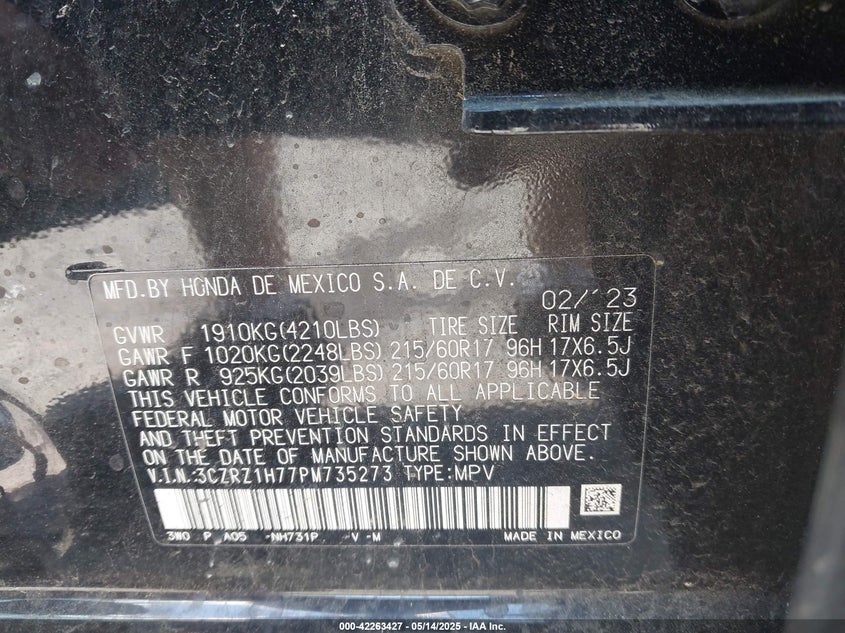 MFD.BY HONDA DE MEXICO S.A. DE C.V. 02/'23
GVWR 1910KG(4210LBS) TIRE SIZE RIM SIZE
GAWR F 1020KG(2248LBS) 215/60R17 96H 17X6.5J
GAWR R 925KG(2039LBS) 215/60R17 96H 17X6.5J
THIS VEHICLE CONFORMS TO ALL APPLICABLE
FEDERAL MOTOR VEHICLE SAFETY
AND THEFT PREVENTION STANDARDS IN EFFECT
ON THE DATE OF MANUFACTURE SHOWN ABOVE.
V.I.N.:3CZRZ1H77PM735273 TYPE:MPV
3W0 P A05 NH731P V -M MADE IN MEXICO
000-42263427 - 05/14/2025 - IAA Inc.